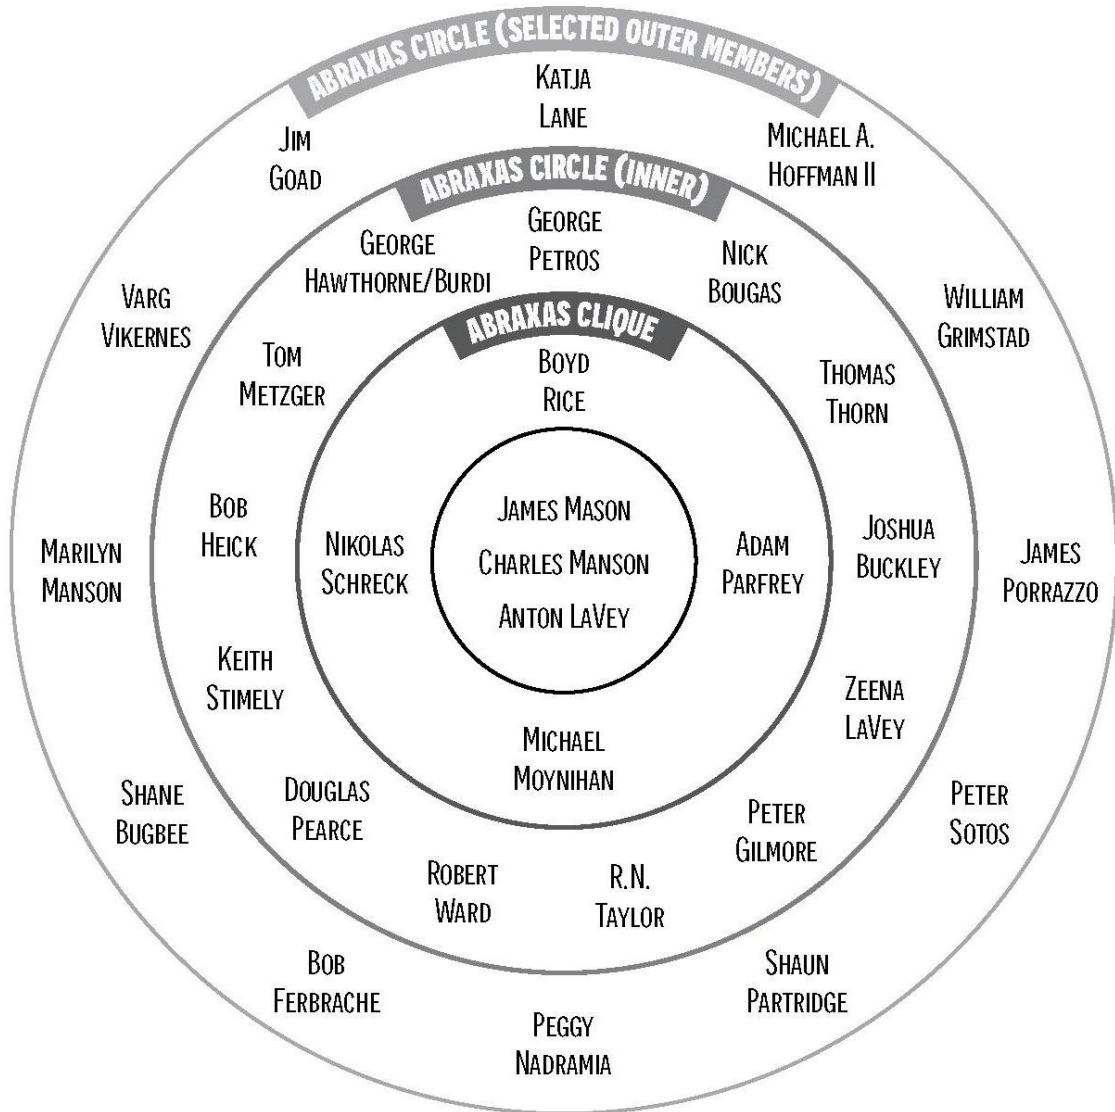 ABRAXAS CIRCLE (SELECTED OUTER MEMBERS)
KATJA
LANE
JIM
GOAD
MICHAEL A.
HOFFMAN II
ABRAXAS CIRCLE (INNER)
GEORGE
PETROS
GEORGE
HAWTHORNE/BURDI
NICK
BOUGAS
VARG
VIKERNES
WILLIAM
GRIMSTAD
ABRAXAS CLIQUE
BOYD
RICE
TOM
METZGER
THOMAS
THORN
JAMES MASON
CHARLES MANSON
ANTON LAVEY
BOB
HEICK
NIKOLAS
SCHRECK
ADAM
PARFREY
JOSHUA
BUCKLEY
MARILYN
MANSON
JAMES
PORRAZZO
KEITH
STIMELY
ZEENA
LAVEY
MICHAEL
MOYNIHAN
SHANE
BUGBEE
DOUGLAS
PEARCE
PETER
GILMORE
PETER
SOTOS
ROBERT
WARD
R.N.
TAYLOR
BOB
FERBRACHE
SHAUN
PARTRIDGE
PEGGY
NADRAMIA